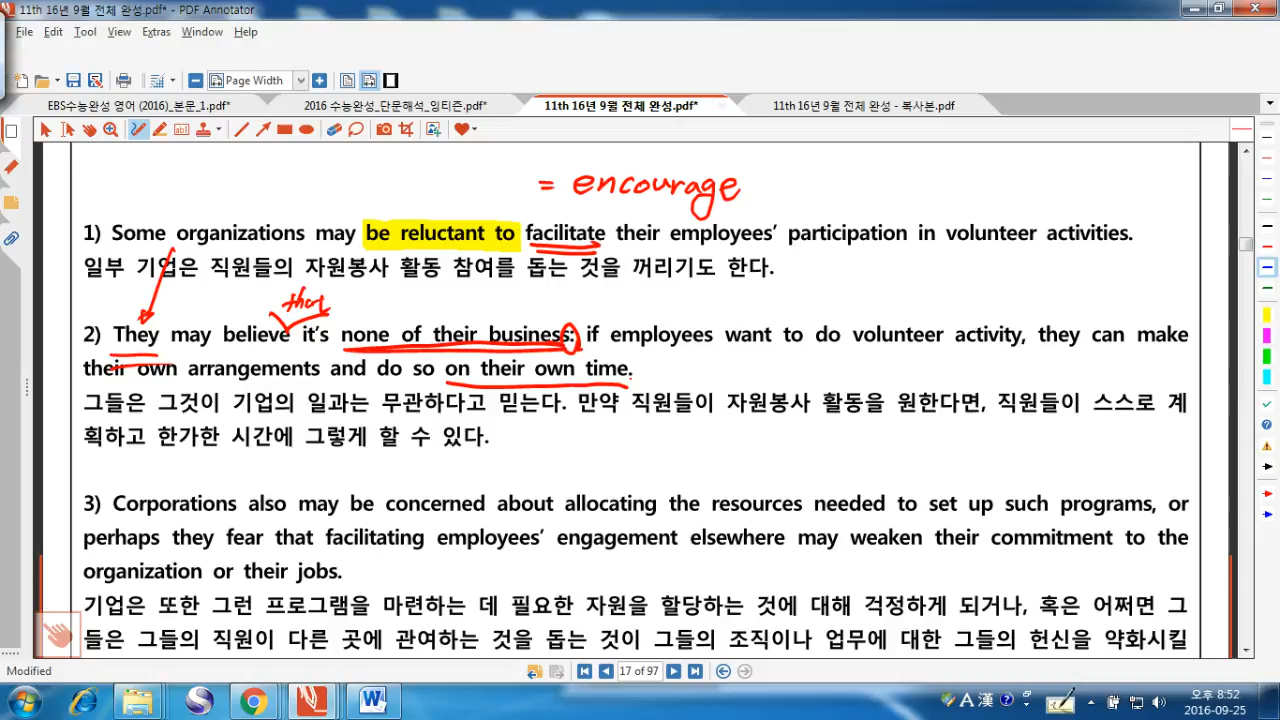 11th 16년 9월 전체 완성.pdf* - PDF Annotator
File Edit Tool View Extras Window Help
Page Width
EBS수능완성 영어 (2016)_본문_1.pdf* 2016 수능완성_단문해석_잉티즌.pdf* 11th 16년 9월 전체 완성.pdf* 11th 16년 9월 전체 완성 - 복사본.pdf
= encourage
1) Some organizations may be reluctant to facilitate their employees’ participation in volunteer activities.
일부 기업은 직원들의 자원봉사 활동 참여를 돕는 것을 꺼리기도 한다.
that
2) They may believe it’s none of their business: if employees want to do volunteer activity, they can make
their own arrangements and do so on their own time.
그들은 그것이 기업의 일과는 무관하다고 믿는다. 만약 직원들이 자원봉사 활동을 원한다면, 직원들이 스스로 계
획하고 한가한 시간에 그렇게 할 수 있다.
3) Corporations also may be concerned about allocating the resources needed to set up such programs, or
perhaps they fear that facilitating employees’ engagement elsewhere may weaken their commitment to the
organization or their jobs.
기업은 또한 그런 프로그램을 마련하는 데 필요한 자원을 할당하는 것에 대해 걱정하게 되거나, 혹은 어쩌면 그
들은 그들의 직원이 다른 곳에 관여하는 것을 돕는 것이 그들의 조직이나 업무에 대한 그들의 헌신을 약화시킬
Modified
17 of 97
A 漢
오후 8:52
2016-09-25